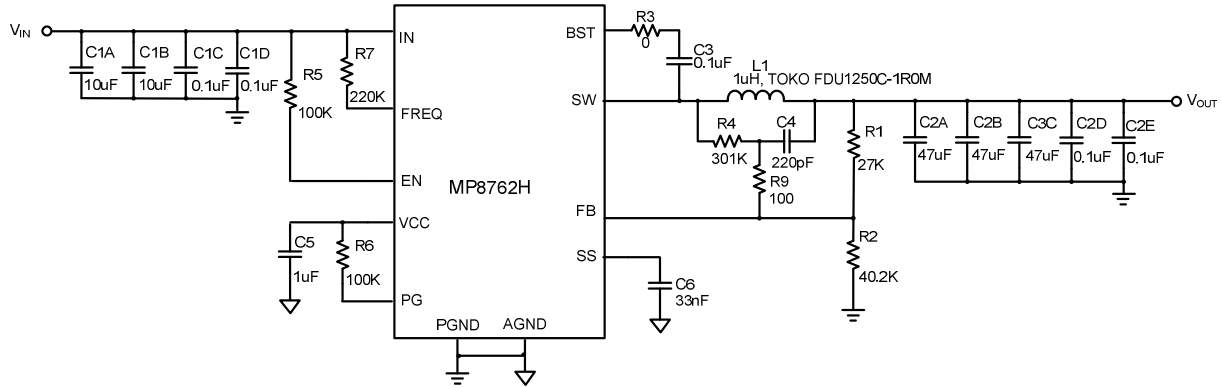 VIN
C1A
10uF
C1B
10uF
C1C
0.1uF
C1D
0.1uF
R5
100K
R7
220K
IN
FREQ
EN
VCC
PG
PGND
AGND
MP8762H
BST
SW
FB
SS
C5
1uF
R6
100K
R3
0
C3
0.1uF
L1
1uH, TOKO FDU1250C-1R0M
R4
301K
C4
220pF
R9
100
R1
27K
R2
40.2K
C6
33nF
C2A
47uF
C2B
47uF
C3C
47uF
C2D
0.1uF
C2E
0.1uF
VOUT